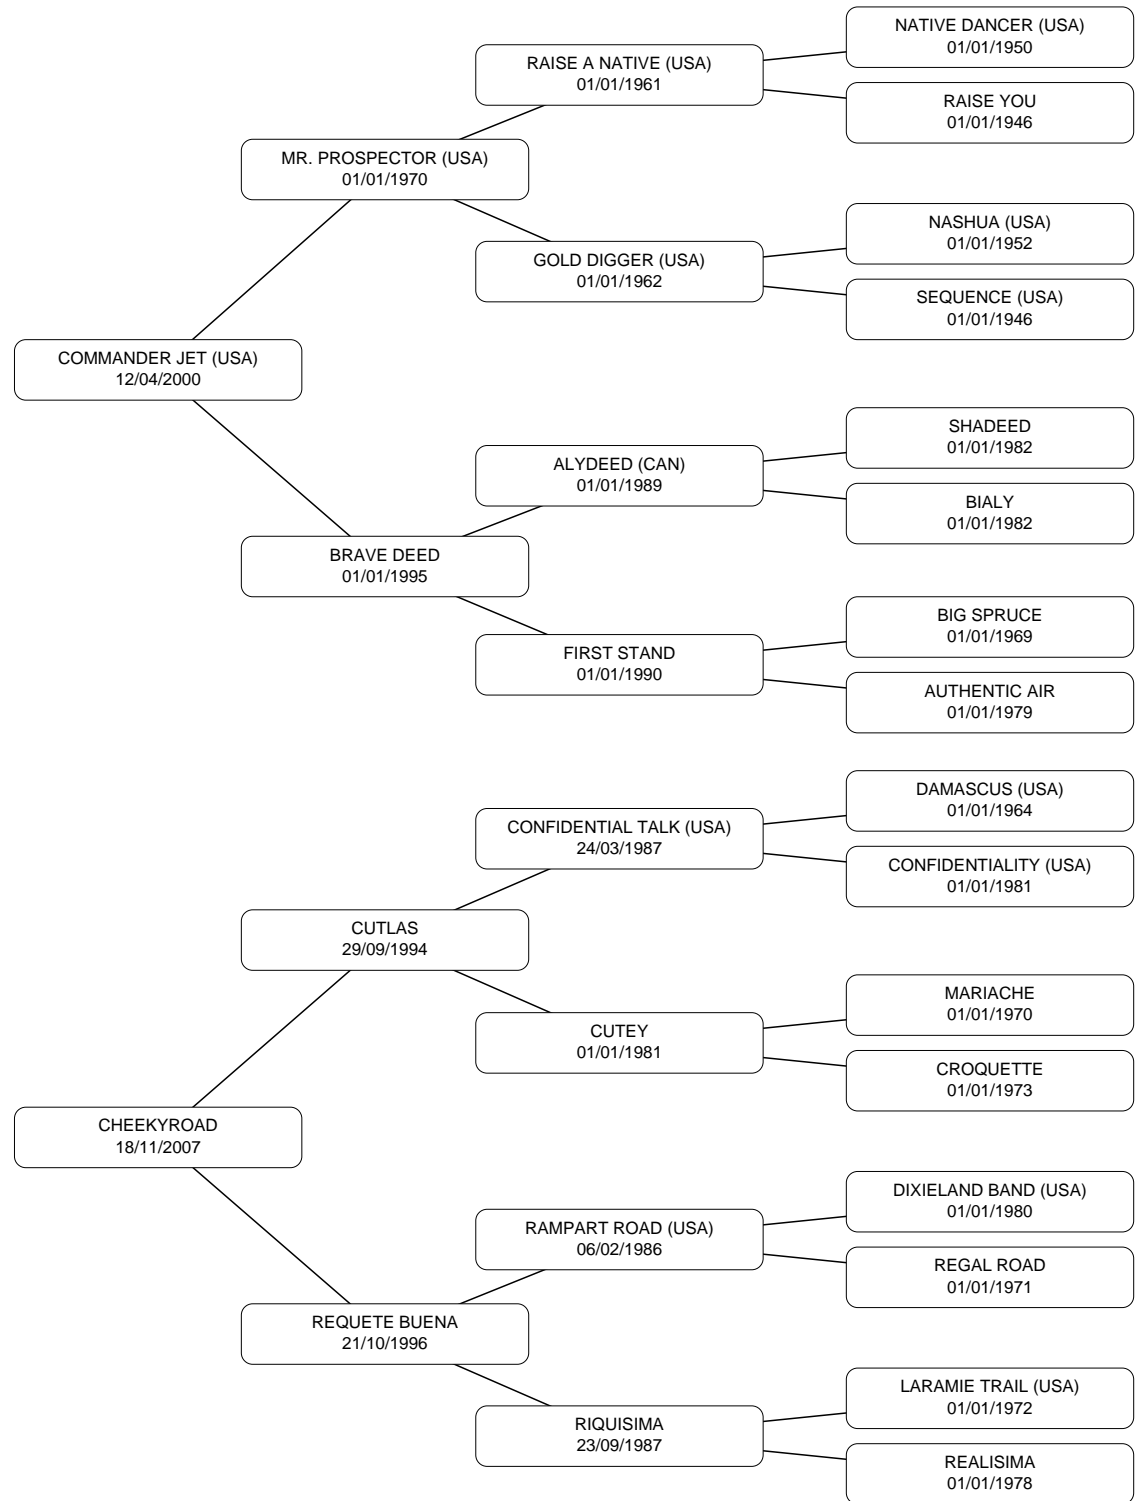 NATIVE DANCER (USA)
01/01/1950
RAISE A NATIVE (USA)
01/01/1961
RAISE YOU
01/01/1946
MR. PROSPECTOR (USA)
01/01/1970
NASHUA (USA)
01/01/1952
GOLD DIGGER (USA)
01/01/1962
SEQUENCE (USA)
01/01/1946
COMMANDER JET (USA)
12/04/2000
SHADEED
01/01/1982
ALYDEED (CAN)
01/01/1989
BIALY
01/01/1982
BRAVE DEED
01/01/1995
BIG SPRUCE
01/01/1969
FIRST STAND
01/01/1990
AUTHENTIC AIR
01/01/1979
DAMASCUS (USA)
01/01/1964
CONFIDENTIAL TALK (USA)
24/03/1987
CONFIDENTIALITY (USA)
01/01/1981
CUTLAS
29/09/1994
MARIACHE
01/01/1970
CUTEY
01/01/1981
CROQUETTE
01/01/1973
CHEEKYROAD
18/11/2007
DIXIELAND BAND (USA)
01/01/1980
RAMPART ROAD (USA)
06/02/1986
REGAL ROAD
01/01/1971
REQUETE BUENA
21/10/1996
LARAMIE TRAIL (USA)
01/01/1972
RIQUISIMA
23/09/1987
REALISIMA
01/01/1978